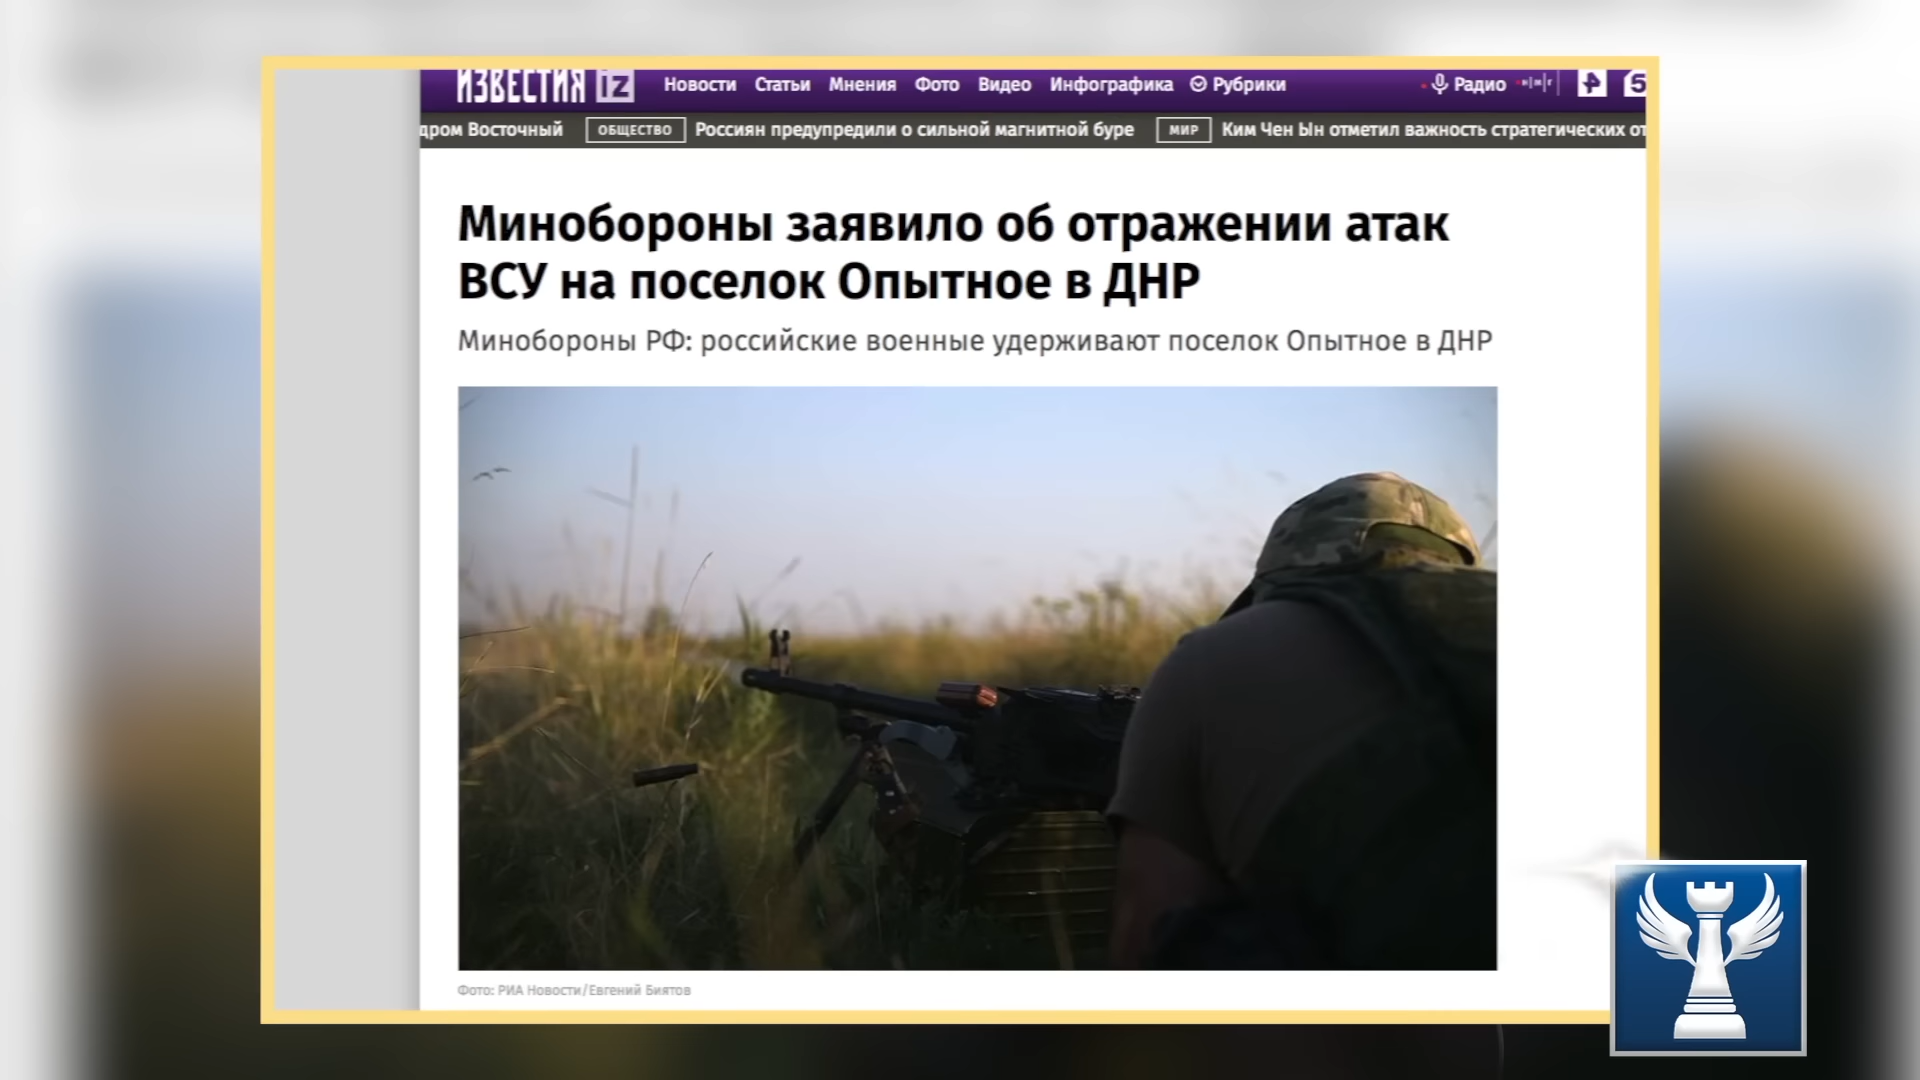 ИЗВЕСТИЯ iz Новости Статьи Мнения Фото Видео Инфографика Рубрики Радио 5
дром Восточный ОБЩЕСТВО Россиян предупредили о сильной магнитной буре МИР Ким Чен Ын отметил важность стратегических от
Минобороны заявило об отражении атак
ВСУ на поселок Опытное в ДНР
Минобороны РФ: российские военные удерживают поселок Опытное в ДНР
Фото: РИА Новости/Евгений Биятов